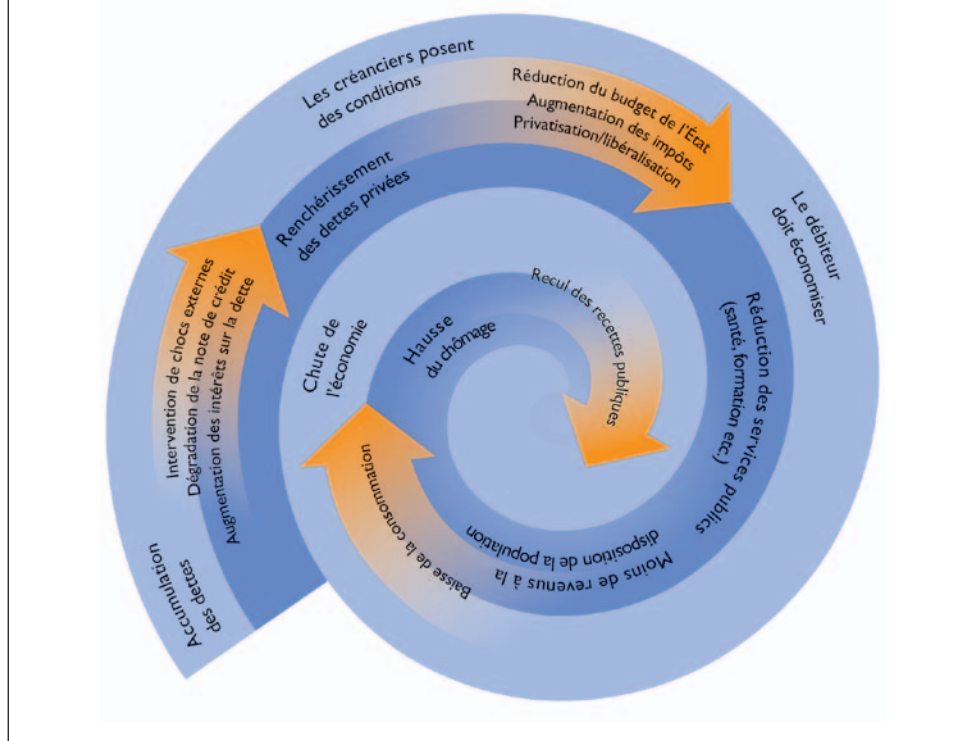 Accumulation
des dettes
Intervention de chocs externes
Dégradation de la note de crédit
Augmentation des intérêts sur la dette
Les créanciers posent
des conditions
Renchérissement
des dettes privées
Réduction du budget de l'État
Augmentation des impôts
Privatisation/libéralisation
Le débiteur
doit économiser
Réduction des services publics
(santé, formation etc.)
Moins de revenus à la
disposition de la population
Baisse de la consommation
Chute de
l'économie
Hausse
du chômage
Recul des recettes publiques